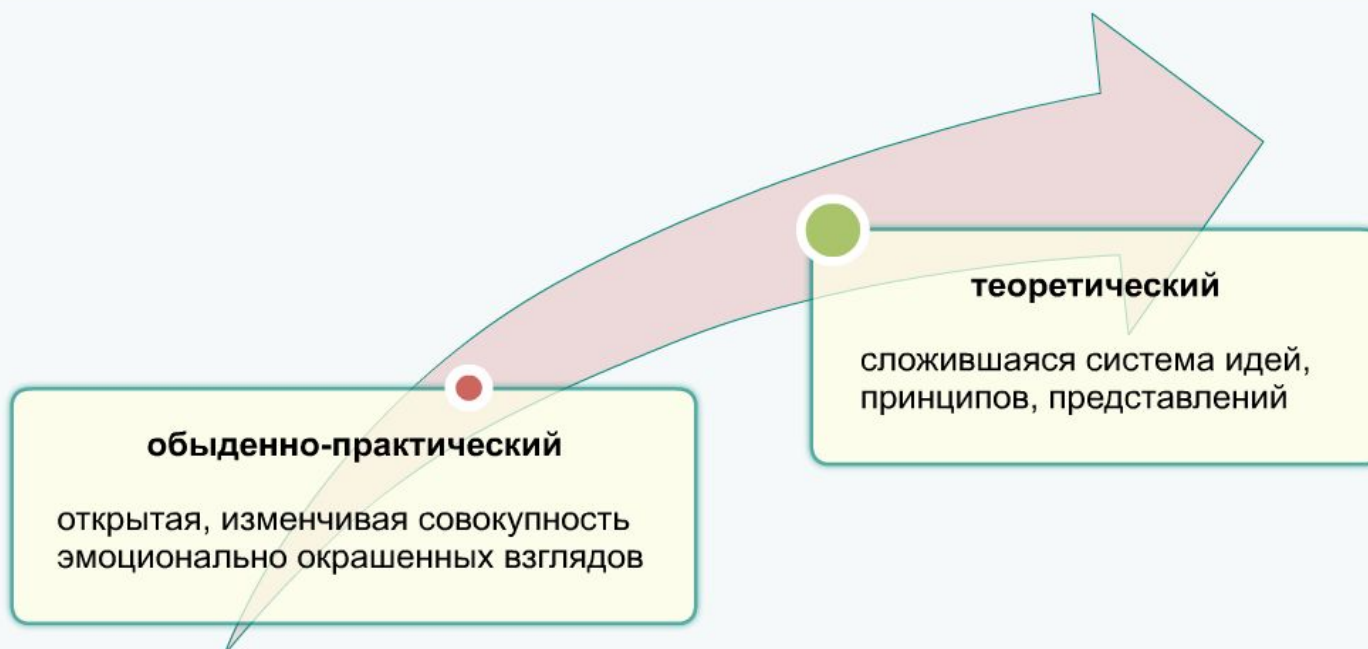 теоретический
сложившаяся система идей,
принципов, представлений
обыденно-практический
открытая, изменчивая совокупность
эмоционально окрашенных взглядов